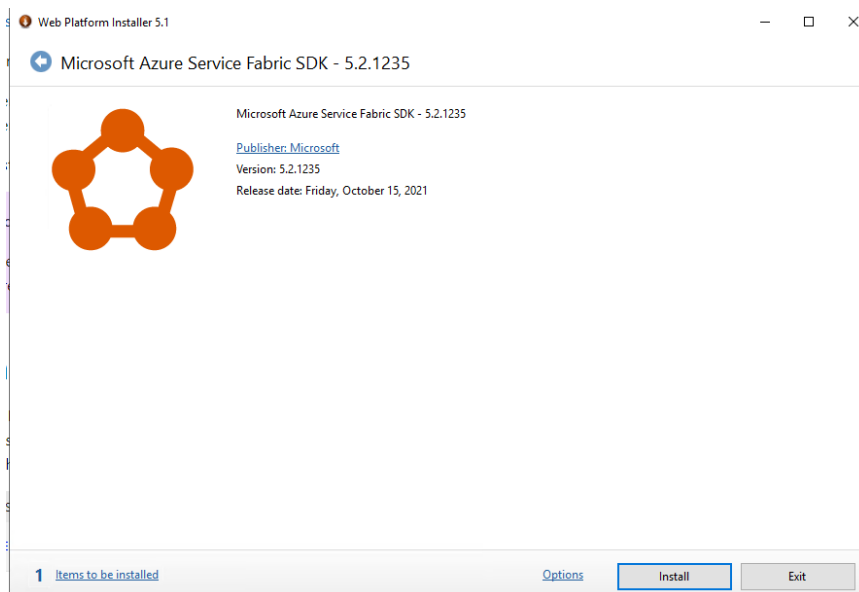 Web Platform Installer 5.1
Microsoft Azure Service Fabric SDK - 5.2.1235
Microsoft Azure Service Fabric SDK - 5.2.1235
Publisher: Microsoft
Version: 5.2.1235
Release date: Friday, October 15, 2021
1 Items to be installed
Options
Install
Exit